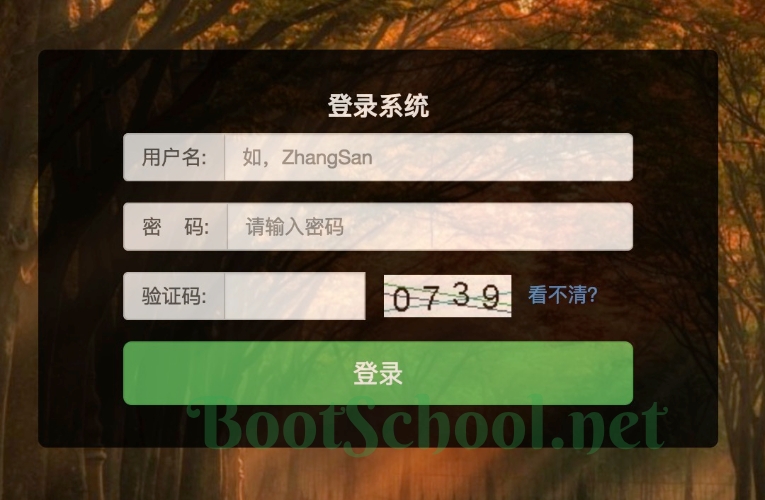 登录系统
用户名: 如，ZhangSan
密 码: 请输入密码
验证码: 0739 看不清?
登录
BootSchool.net